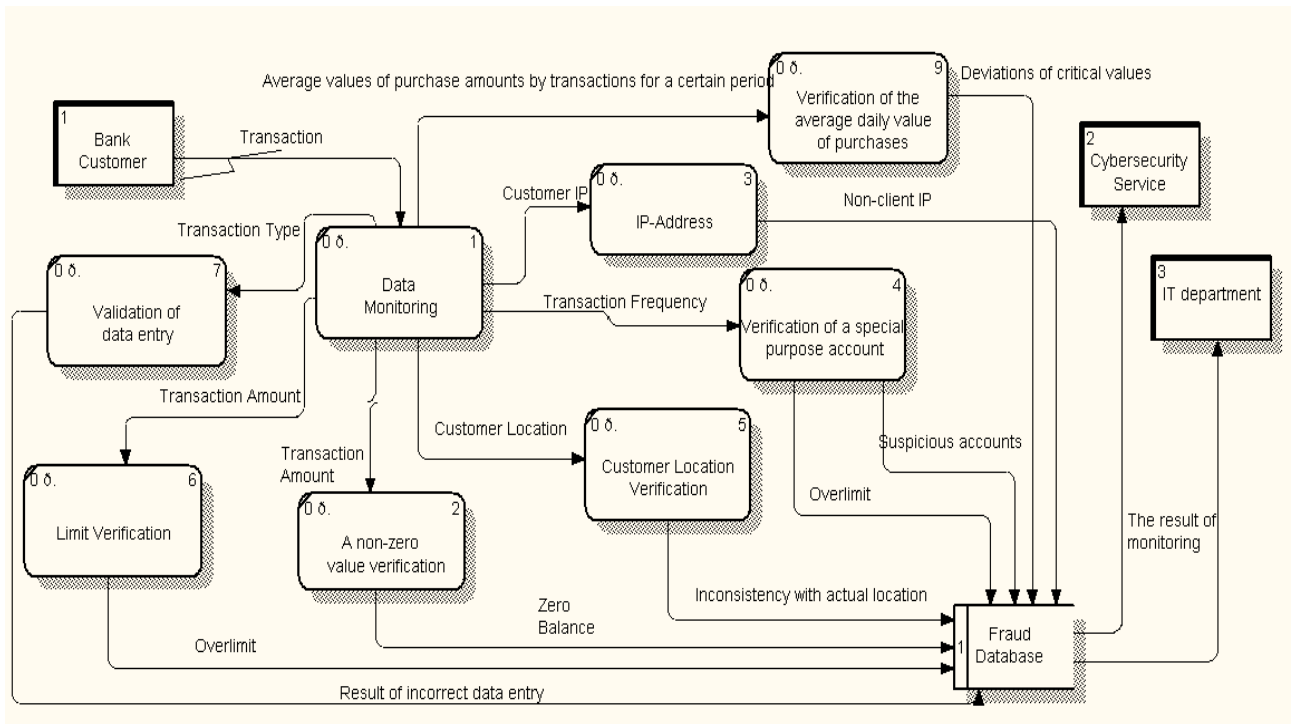 Average values of purchase amounts by transactions for a certain period
0 ð.
9
Verification of the
average daily value
of purchases
Deviations of critical values
1
Bank
Customer
Transaction
2
Cybersecurity
Service
0 ð.
3
IP-Address
Customer IP
Non-client IP
Transaction Type
0 ð.
1
Data
Monitoring
0 ð.
7
Validation of
data entry
3
IT department
Transaction Frequency
0 ð.
4
Verification of a special
purpose account
Transaction Amount
Customer Location
0 ð.
5
Customer Location
Verification
Suspicious accounts
Transaction
Amount
0 ð.
6
Limit Verification
0 ð.
2
A non-zero
value verification
Overlimit
The result of
monitoring
Inconsistency with actual location
Zero
Balance
1
Fraud
Database
Overlimit
Result of incorrect data entry